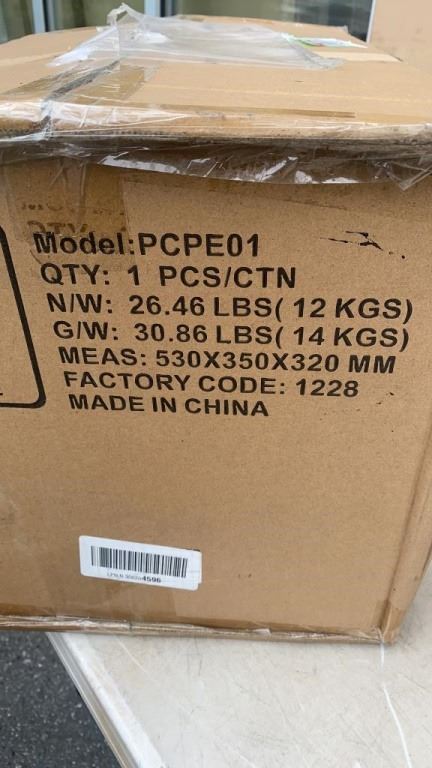 Model:PCPE01
QTY: 1 PCS/CTN
N/W: 26.46 LBS( 12 KGS)
G/W: 30.86 LBS( 14 KGS)
MEAS: 530X350X320 MM
FACTORY CODE: 1228
MADE IN CHINA
4596